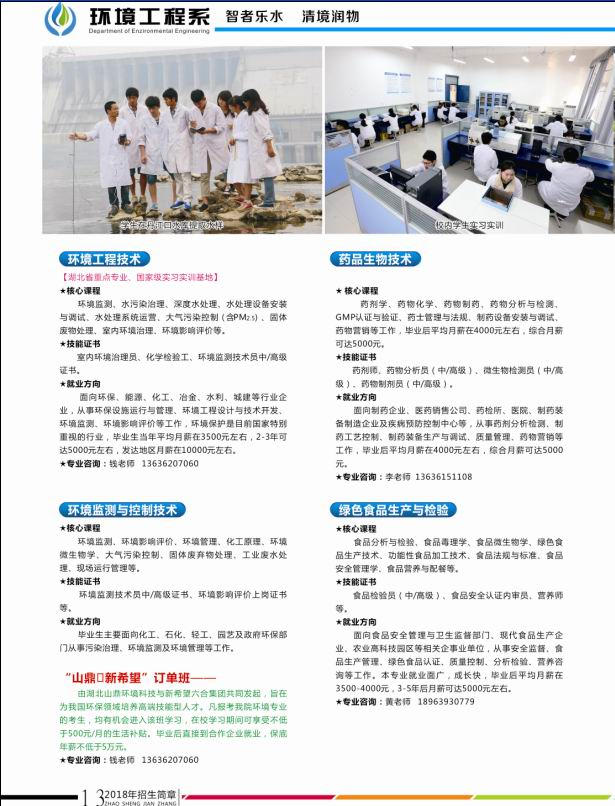 环境工程系 智者乐水 清境润物
Department of Enzironmental Engineering
学生在丹江口水库提取水样
校内学生实习实训
环境工程技术
【湖北省重点专业、国家级实习实训基地】
★核心课程
环境监测、水污染治理、深度水处理、水处理设备安装
与调试、水处理系统运营、大气污染控制（含PM2.5）、固体
废物处理、室内环境治理、环境影响评价等。
★技能证书
室内环境治理员、化学检验工、环境监测技术员中/高级
证书。
★就业方向
面向环保、能源、化工、冶金、水利、城建等行业企
业，从事环保设施运行与管理、环境工程设计与技术开发、
环境监测、环境影响评价等工作，环境保护是目前国家特别
重视的行业，毕业生当年平均月薪在3500元左右，2-3年可
达5000元左右，发达地区月薪在10000元左右。
★专业咨询：钱老师 13636207060
环境监测与控制技术
★核心课程
环境监测、环境影响评价、环境管理、化工原理、环境
微生物学、大气污染控制、固体废弃物处理、工业废水处
理、现场运行管理等。
★技能证书
环境监测技术员中/高级证书、环境影响评价上岗证书
等。
★就业方向
毕业生主要面向化工、石化、轻工、园艺及政府环保部
门从事污染治理、环境监测及环境管理等工作。
“山鼎▯新希望”订单班——
由湖北山鼎环境科技与新希望六合集团共同发起，旨在
为我国环保领域培养高端技能型人才。凡报考我院环境专业
的考生，均有机会进入该班学习，在校学习期间可享受不低
于500元/月的生活补贴。毕业后直接到合作企业就业，保底
年薪不低于5万元。
★专业咨询：钱老师 13636207060
药品生物技术
★ 核心课程
药剂学、药物化学、药物制药、药物分析与检测、
GMP认证与验证、药士管理与法规、制药设备安装与调试、
药物营销等工作，毕业后平均月薪在4000元左右，综合月薪
可达5000元。
★技能证书
药剂师、药物分析员（中/高级）、微生物检测员（中/高
级）、药物制剂员（中/高级）。
★就业方向
面向制药企业、医药销售公司、药检所、医院、制药装
备制造企业及疾病预防控制中心等，从事药剂分析检测、制
药工艺控制、制药装备生产与调试、质量管理、药物营销等
工作，毕业后平均月薪在4000元左右，综合月薪可达5000
元。
★专业咨询：李老师 13636151108
绿色食品生产与检验
★核心课程
食品分析与检验、食品毒理学、食品微生物学、绿色食
品生产技术、功能性食品加工技术、食品法规与标准、食品
安全管理学、食品营养与配餐等。
★技能证书
食品检验员（中/高级）、食品安全认证内审员、营养师
等。
★就业方向
面向食品安全管理与卫生监督部门、现代食品生产企
业、农业高科技园区等相关企事业单位，从事安全监督、食
品生产管理、绿色食品认证、质量控制、分析检验、营养咨
询等工作。本专业就业面广，成长快，毕业后平均月薪在
3500-4000元，3-5年后月薪可达5000元左右。
★专业咨询：黄老师 18963930779
13 2018年招生简章
ZHAO SHENG JIAN ZHANG